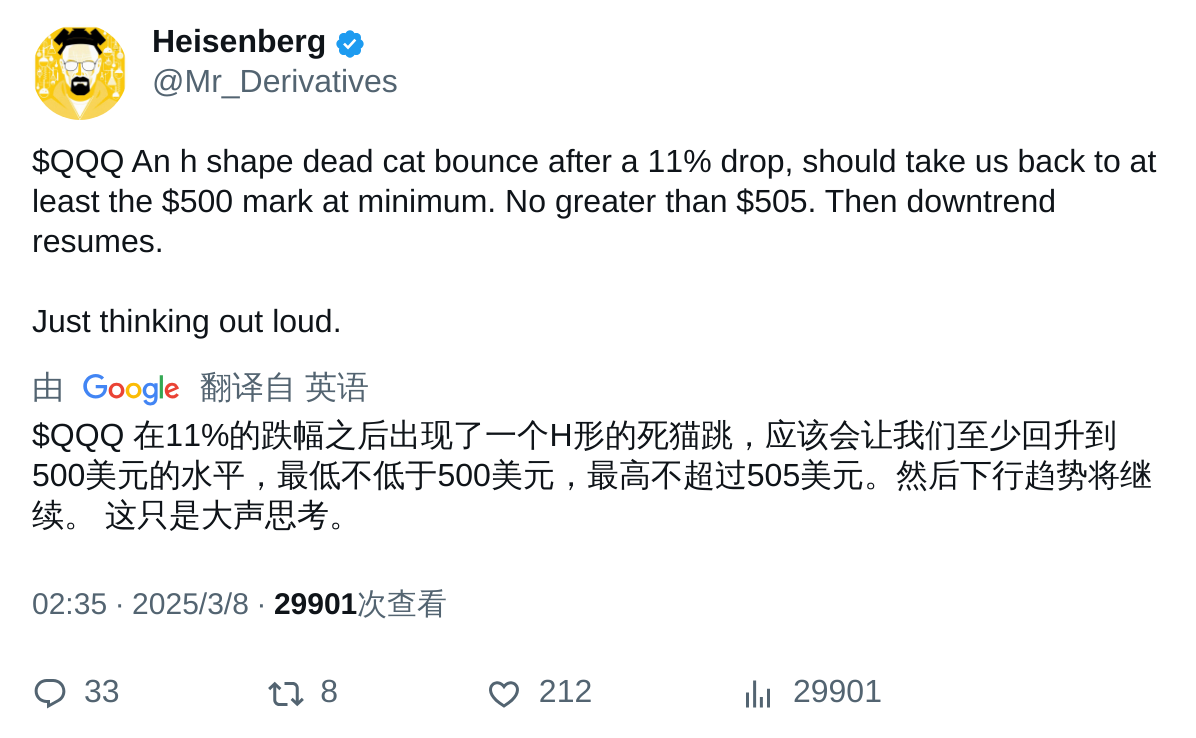 Heisenberg
@Mr_Derivatives
$QQQ An h shape dead cat bounce after a 11% drop, should take us back to at
least the $500 mark at minimum. No greater than $505. Then downtrend
resumes.
Just thinking out loud.
由 Google 翻译自 英语
$QQQ 在11%的跌幅之后出现了一个H形的死猫跳，应该会让我们至少回升到
500美元的水平，最低不低于500美元，最高不超过505美元。然后下行趋势将继
续。 这只是大声思考。
02:35 · 2025/3/8 · 29901次查看
33 8 212 29901